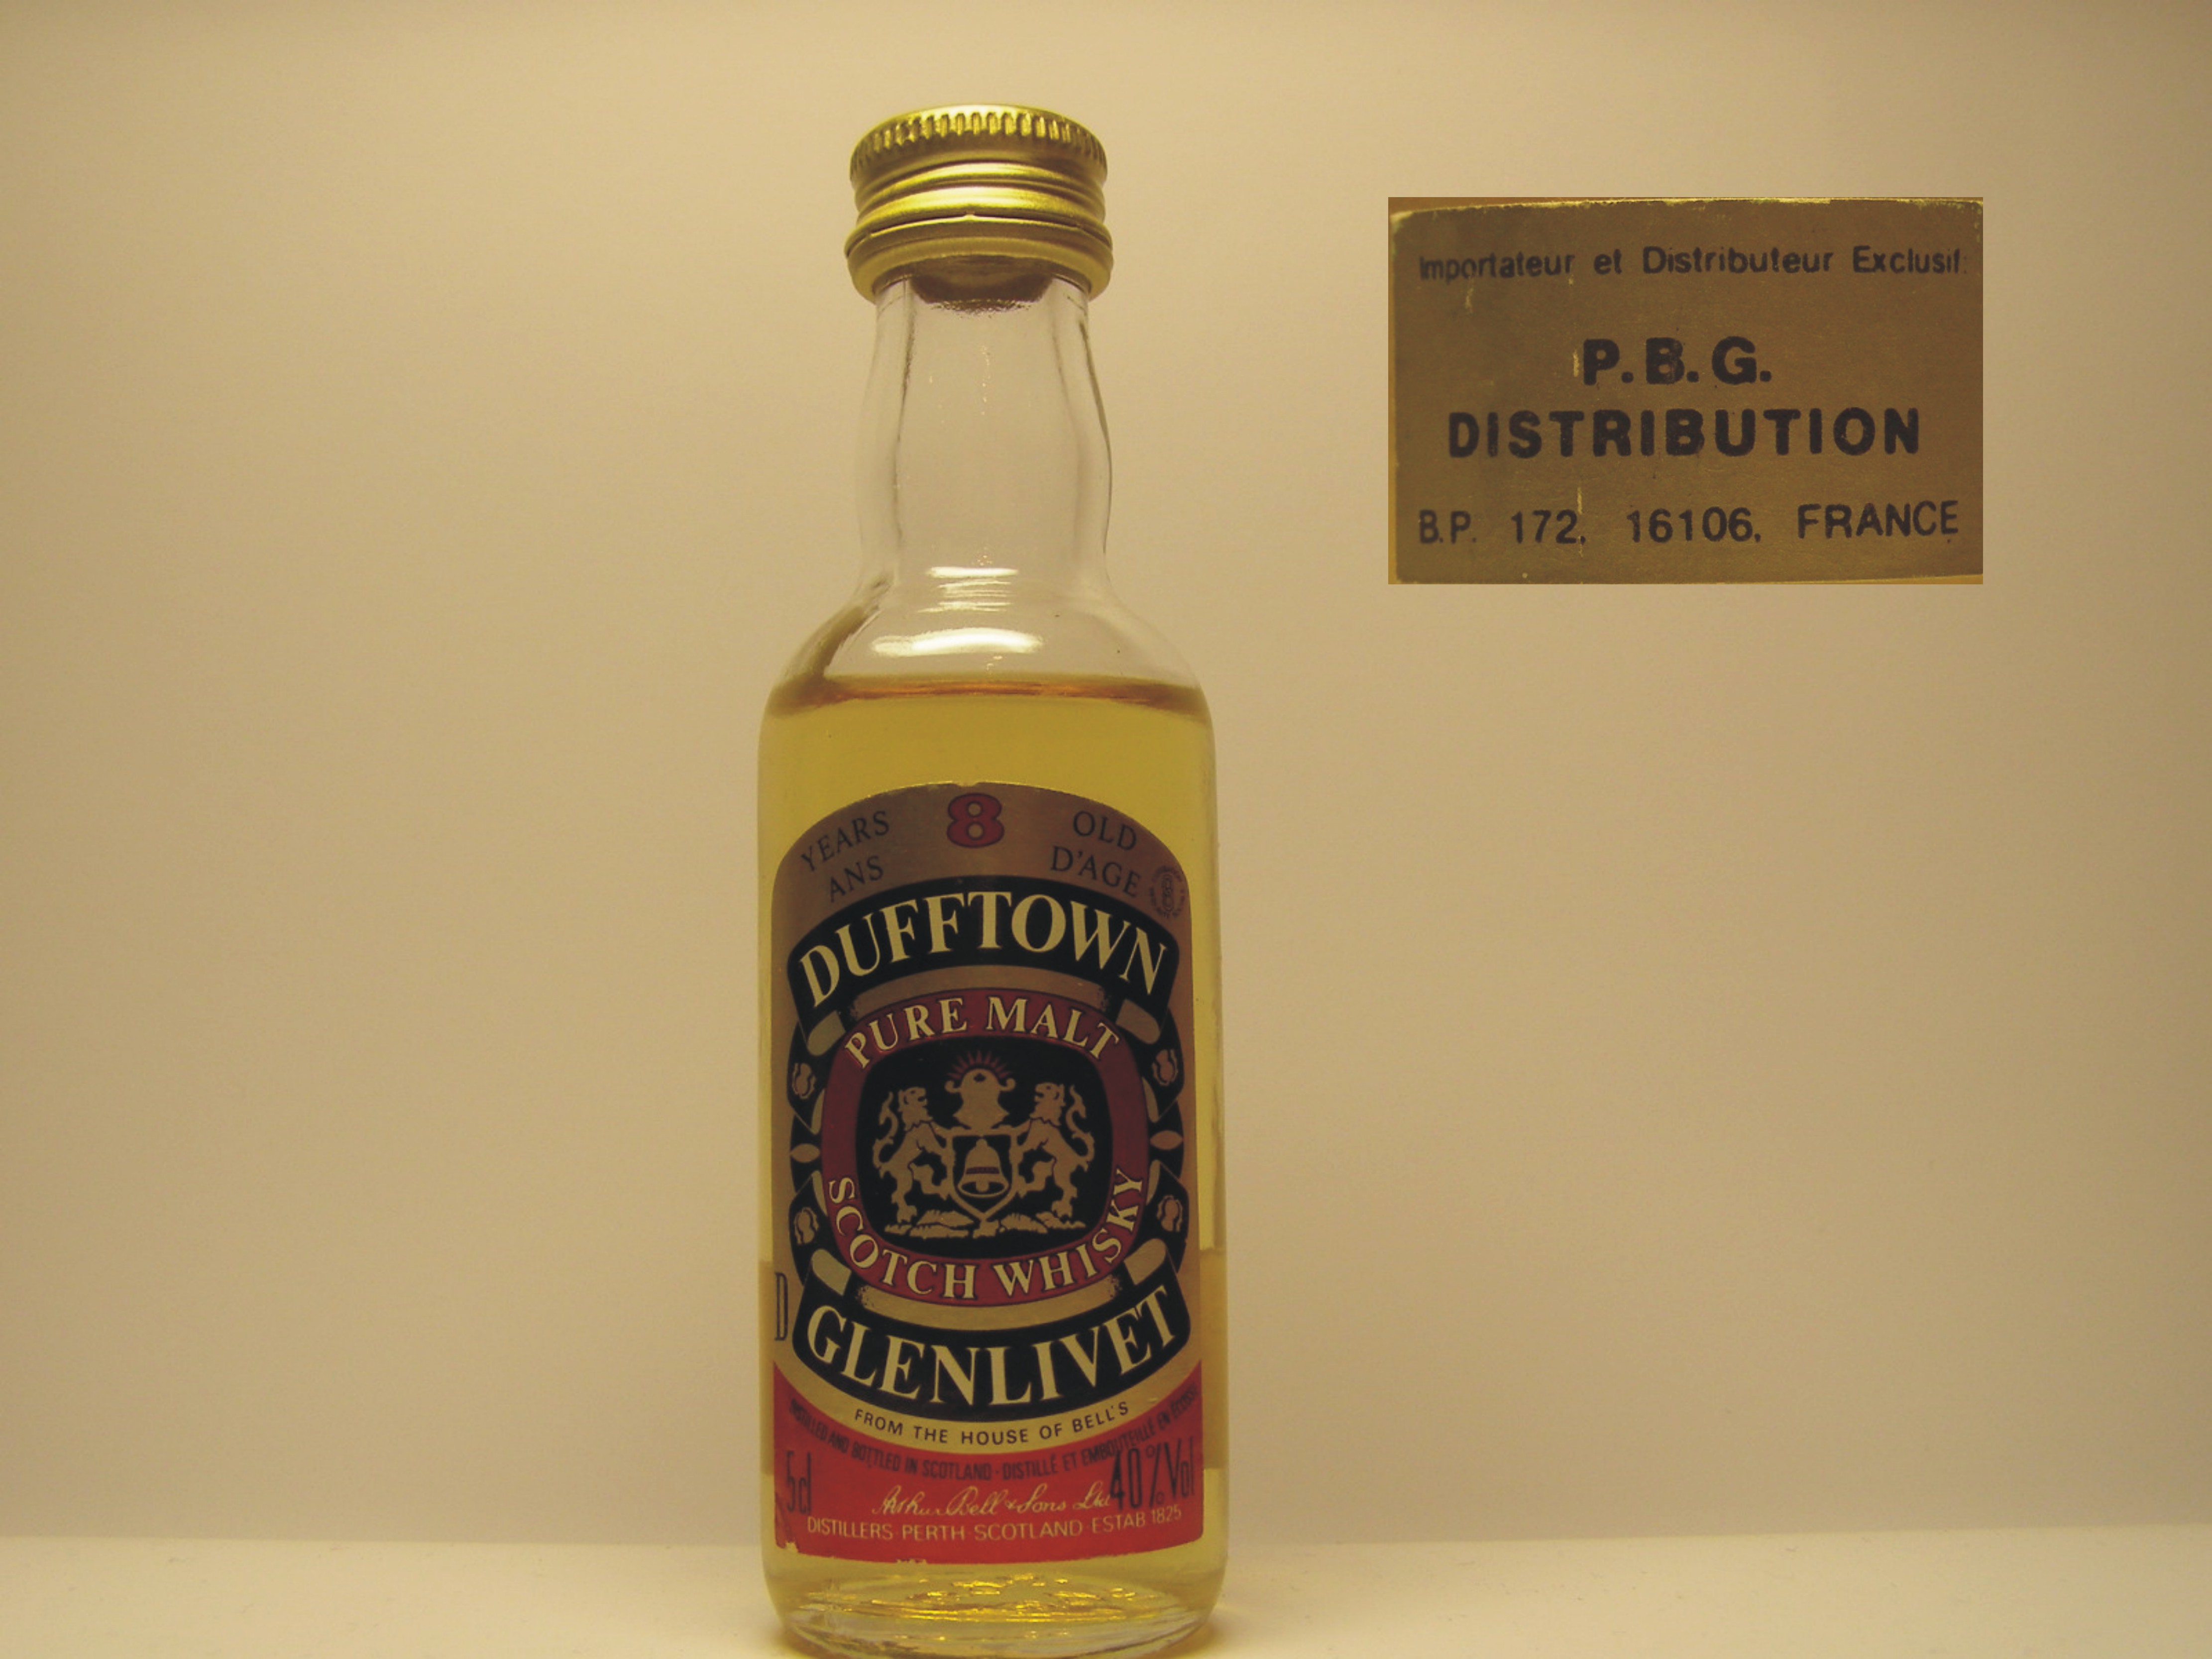 YEARS 8 OLD
ANS D'AGE
DUFFTOWN
PURE MALT
SCOTCH WHISKY
GLENLIVET
FROM THE HOUSE OF BELL'S
DISTILLED AND BOTTLED IN SCOTLAND · DISTILLÉ ET EMBOUTEILLÉ EN ÉCOSSE
5cl 40%Vol
Arthur Bell & Sons Ltd
DISTILLERS·PERTH·SCOTLAND·ESTAB 1825
D
Importateur et Distributeur Exclusif:
P.B.G.
DISTRIBUTION
B.P. 172, 16106, FRANCE